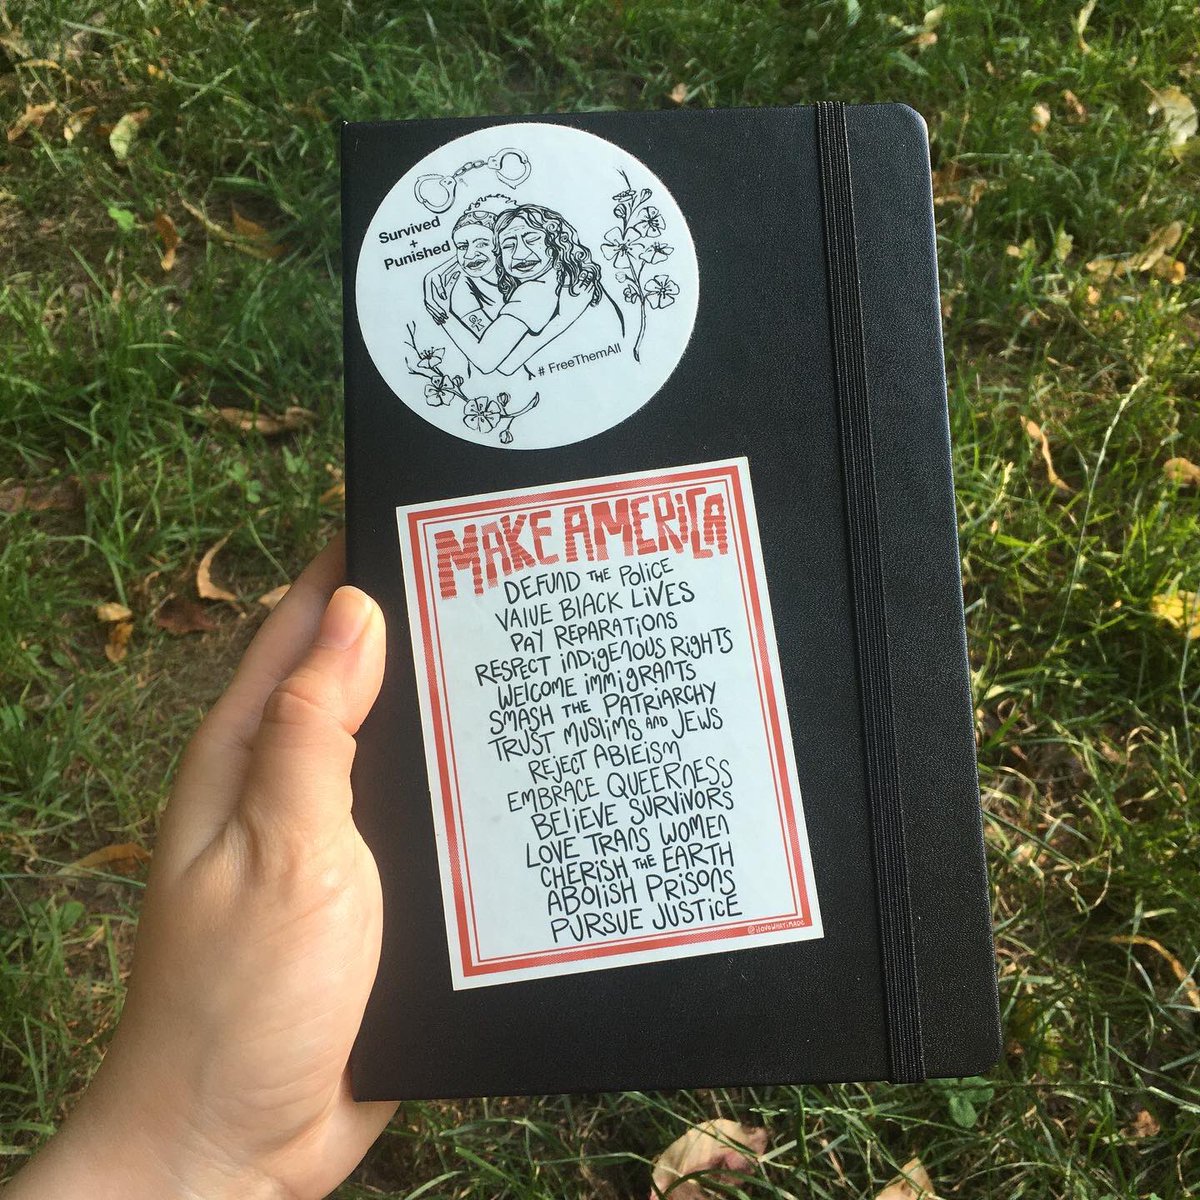 Survived
+
Punished
# FreeThemAll
MAKE AMERICA
DEFUND THE POLICE
VALUE BLACK LIVES
PAY REPARATIONS
RESPECT INDIGENOUS RIGHTS
WELCOME IMMIGRANTS
SMASH THE PATRIARCHY
TRUST MUSLIMS AND JEWS
REJECT ABLEISM
EMBRACE QUEERNESS
BELIEVE SURVIVORS
LOVE TRANS WOMEN
CHERISH THE EARTH
ABOLISH PRISONS
PURSUE JUSTICE
@ilovewhatimade